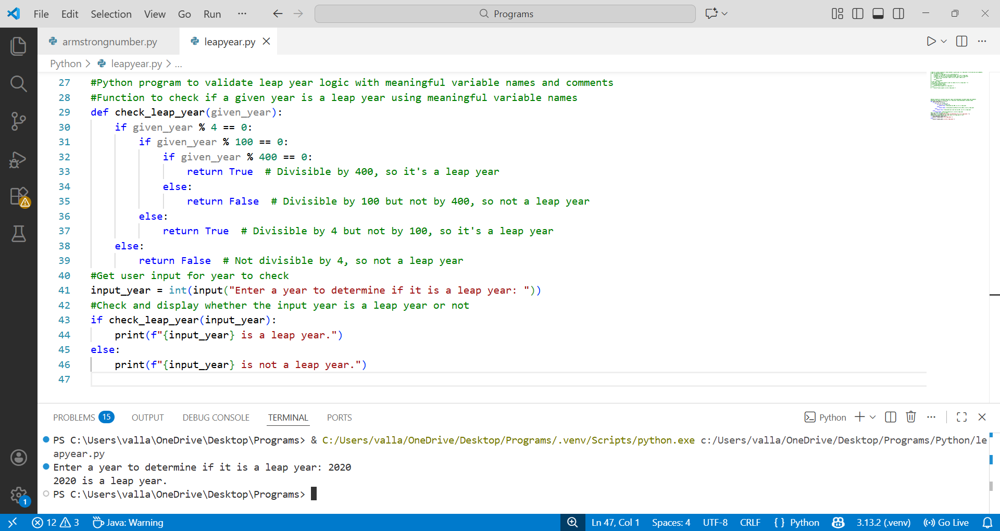 File Edit Selection View Go Run ···
Programs
armstrongnumber.py
leapyear.py
Python > leapyear.py > ...
27 #Python program to validate leap year logic with meaningful variable names and comments
28 #Function to check if a given year is a leap year using meaningful variable names
29 def check_leap_year(given_year):
30     if given_year % 4 == 0:
31         if given_year % 100 == 0:
32             if given_year % 400 == 0:
33                 return True  # Divisible by 400, so it's a leap year
34             else:
35                 return False  # Divisible by 100 but not by 400, so not a leap year
36         else:
37             return True  # Divisible by 4 but not by 100, so it's a leap year
38     else:
39         return False  # Not divisible by 4, so not a leap year
40 #Get user input for year to check
41 input_year = int(input("Enter a year to determine if it is a leap year: "))
42 #Check and display whether the input year is a leap year or not
43 if check_leap_year(input_year):
44     print(f"{input_year} is a leap year.")
45 else:
46     print(f"{input_year} is not a leap year.")
47
PROBLEMS 15 OUTPUT DEBUG CONSOLE TERMINAL PORTS Python
PS C:\Users\valla\OneDrive\Desktop\Programs> & C:/Users/valla/OneDrive/Desktop/Programs/.venv/Scripts/python.exe c:/Users/valla/OneDrive/Desktop/Programs/Python/le
apyear.py
Enter a year to determine if it is a leap year: 2020
2020 is a leap year.
PS C:\Users\valla\OneDrive\Desktop\Programs>
1
12 3 Java: Warning Ln 47, Col 1 Spaces: 4 UTF-8 CRLF { } Python 3.13.2 (.venv) Go Live